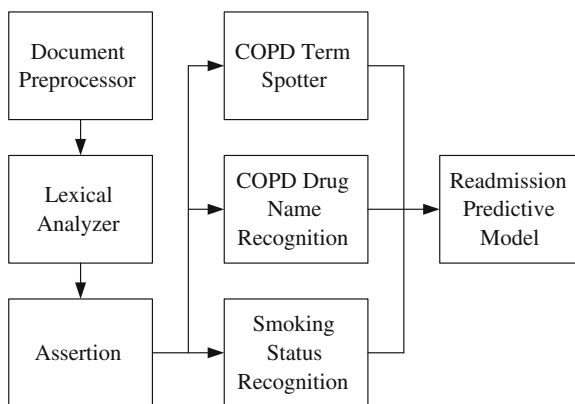 Document
Preprocessor
Lexical
Analyzer
Assertion
COPD Term
Spotter
COPD Drug
Name
Recognition
Smoking
Status
Recognition
Readmission
Predictive
Model